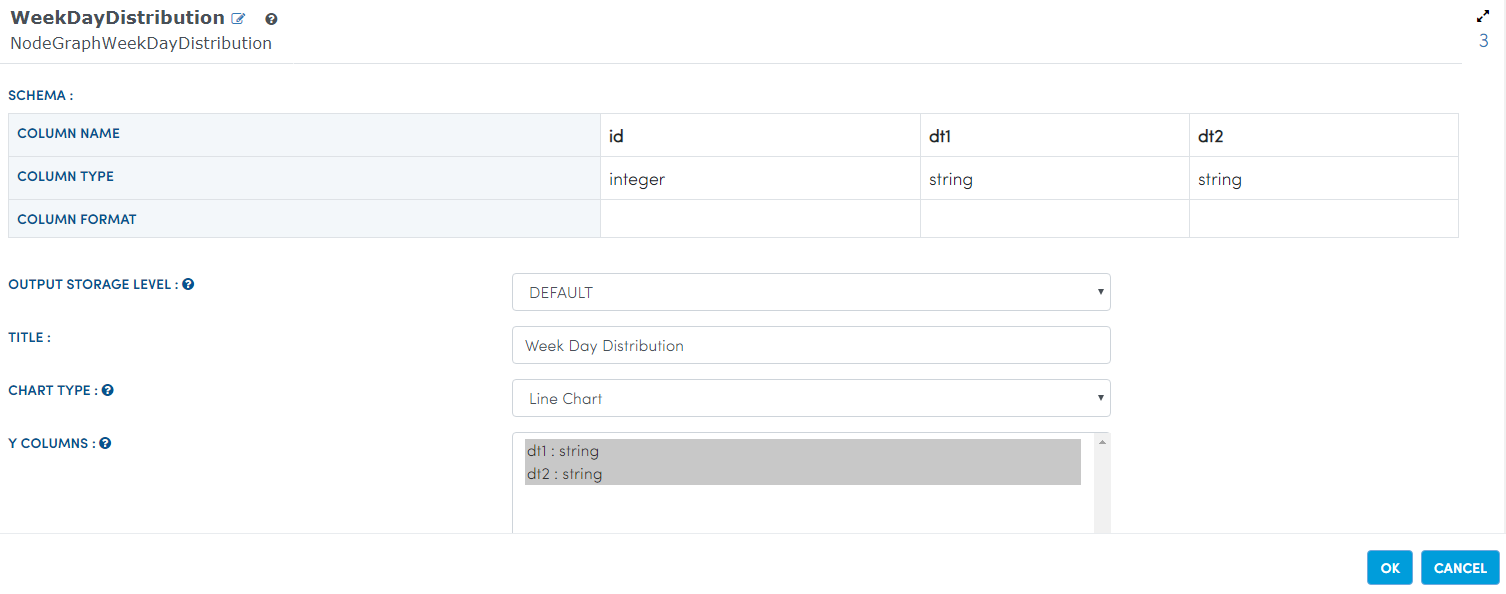 WeekDayDistribution
NodeGraphWeekDayDistribution
3
SCHEMA :
COLUMN NAME id dt1 dt2
COLUMN TYPE integer string string
COLUMN FORMAT
OUTPUT STORAGE LEVEL : DEFAULT
TITLE : Week Day Distribution
CHART TYPE : Line Chart
Y COLUMNS : dt1 : string
dt2 : string
OK CANCEL